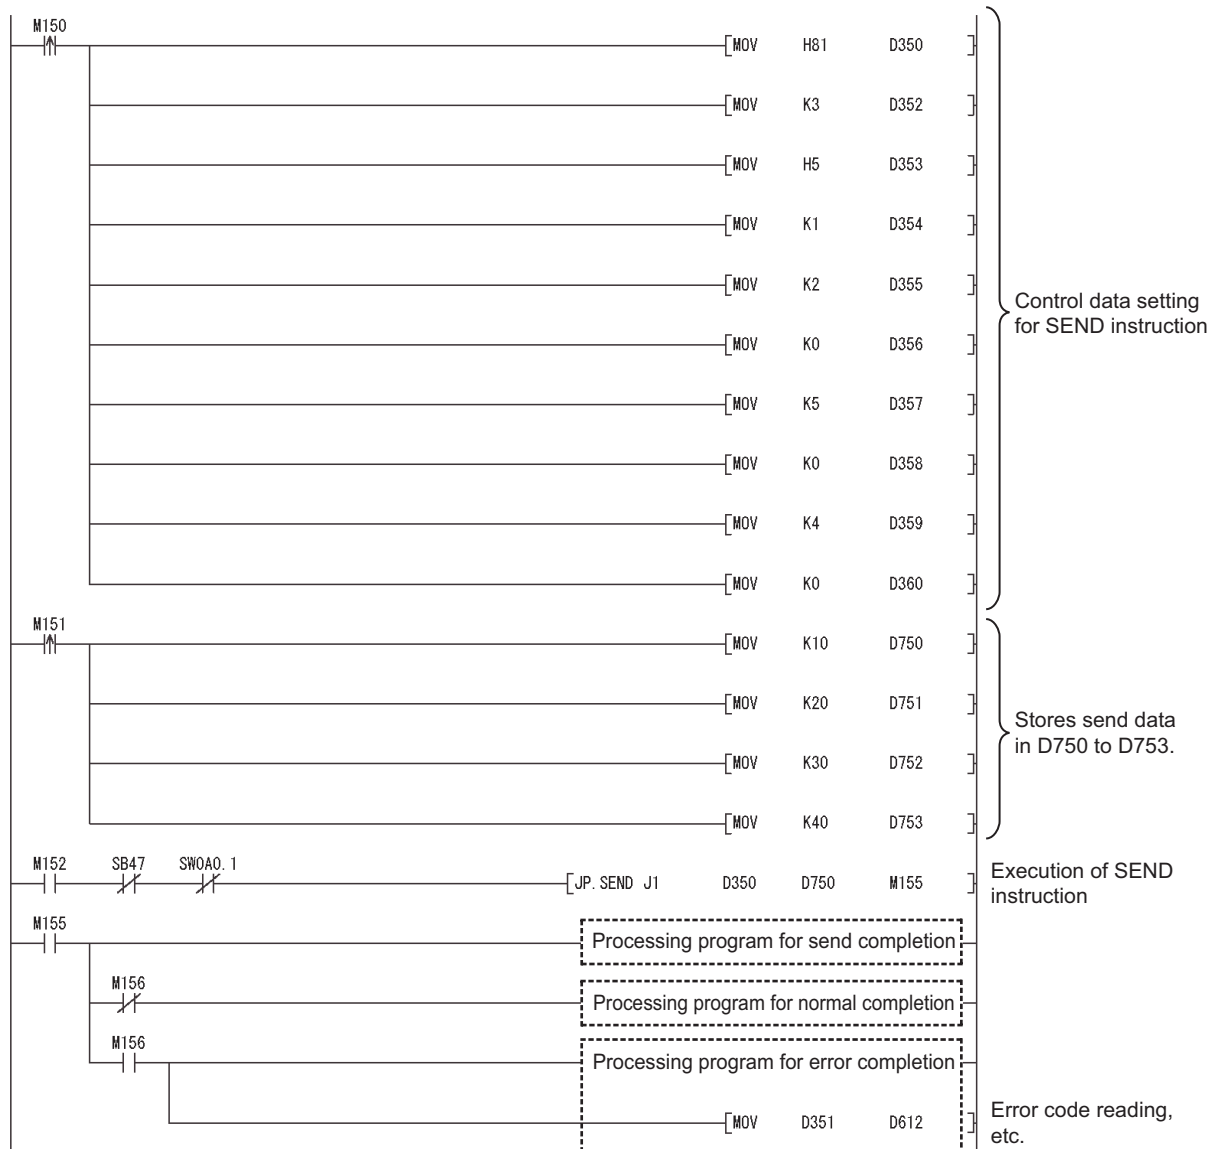 M150
MOV H81 D350
MOV K3 D352
MOV H5 D353
MOV K1 D354
MOV K2 D355
Control data setting
for SEND instruction
MOV K0 D356
MOV K5 D357
MOV K0 D358
MOV K4 D359
MOV K0 D360
M151
MOV K10 D750
MOV K20 D751
Stores send data
in D750 to D753.
MOV K30 D752
MOV K40 D753
M152 SB47 SW0A0.1
JP.SEND J1 D350 D750 M155
Execution of SEND
instruction
M155
Processing program for send completion
M156
Processing program for normal completion
M156
Processing program for error completion
MOV D351 D612
Error code reading,
etc.